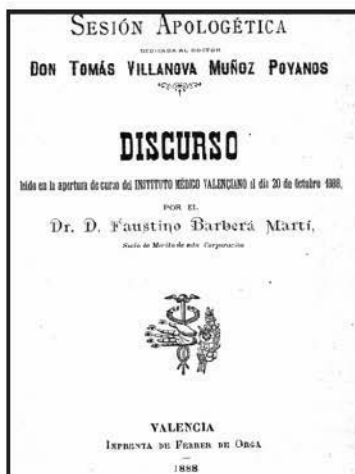 SESIÓN APOLOGÉTICA
DEDICADA AL DOCTOR
DON TOMÁS VILLANOVA MUÑOZ POYANOS
DISCURSO
leído en la apertura de curso del INSTITUTO MÉDICO VALENCIANO el día 20 de Octubre 1888,
POR EL
Dr. D. Faustino Barberá Martí,
Socio de Mérito de esta Corporación
VALENCIA
IMPRENTA DE FERRER DE ORGA
1888